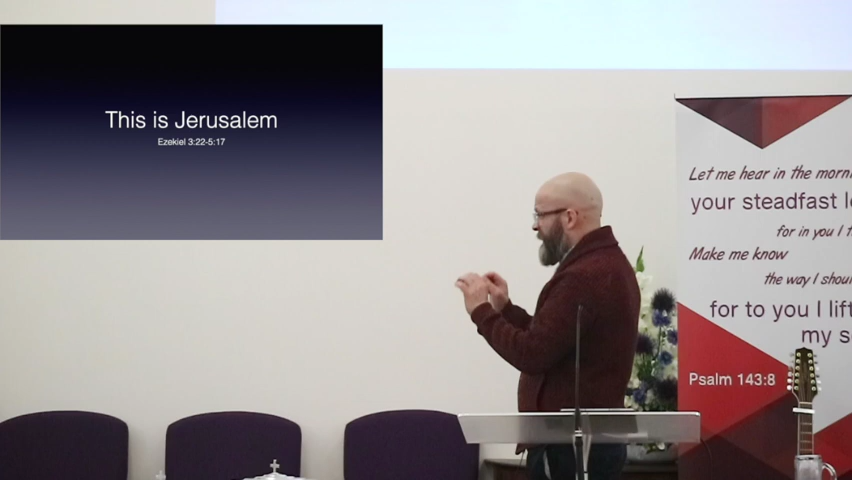 This is Jerusalem
Ezekiel 3:22-5:17
Let me hear in the morn
your steadfast
for in you I
Make me know
the way I shou
for to you I lift
my s
Psalm 143:8